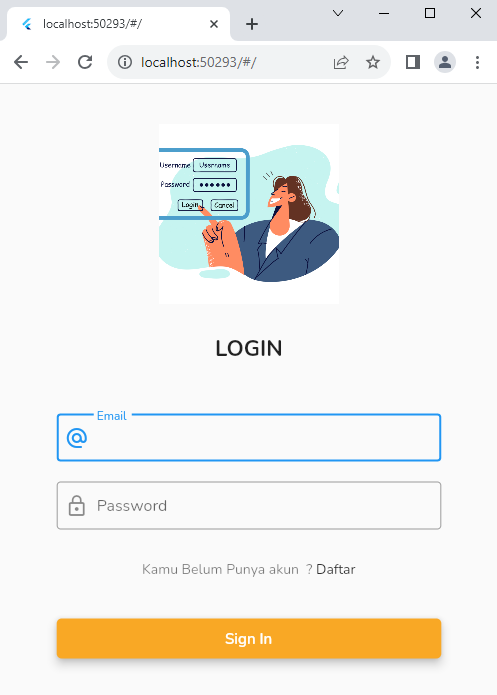 localhost:50293/#/
localhost:50293/#/
Username Username
Password
Login Cancel
LOGIN
Email
Password
Kamu Belum Punya akun  ? Daftar
Sign In